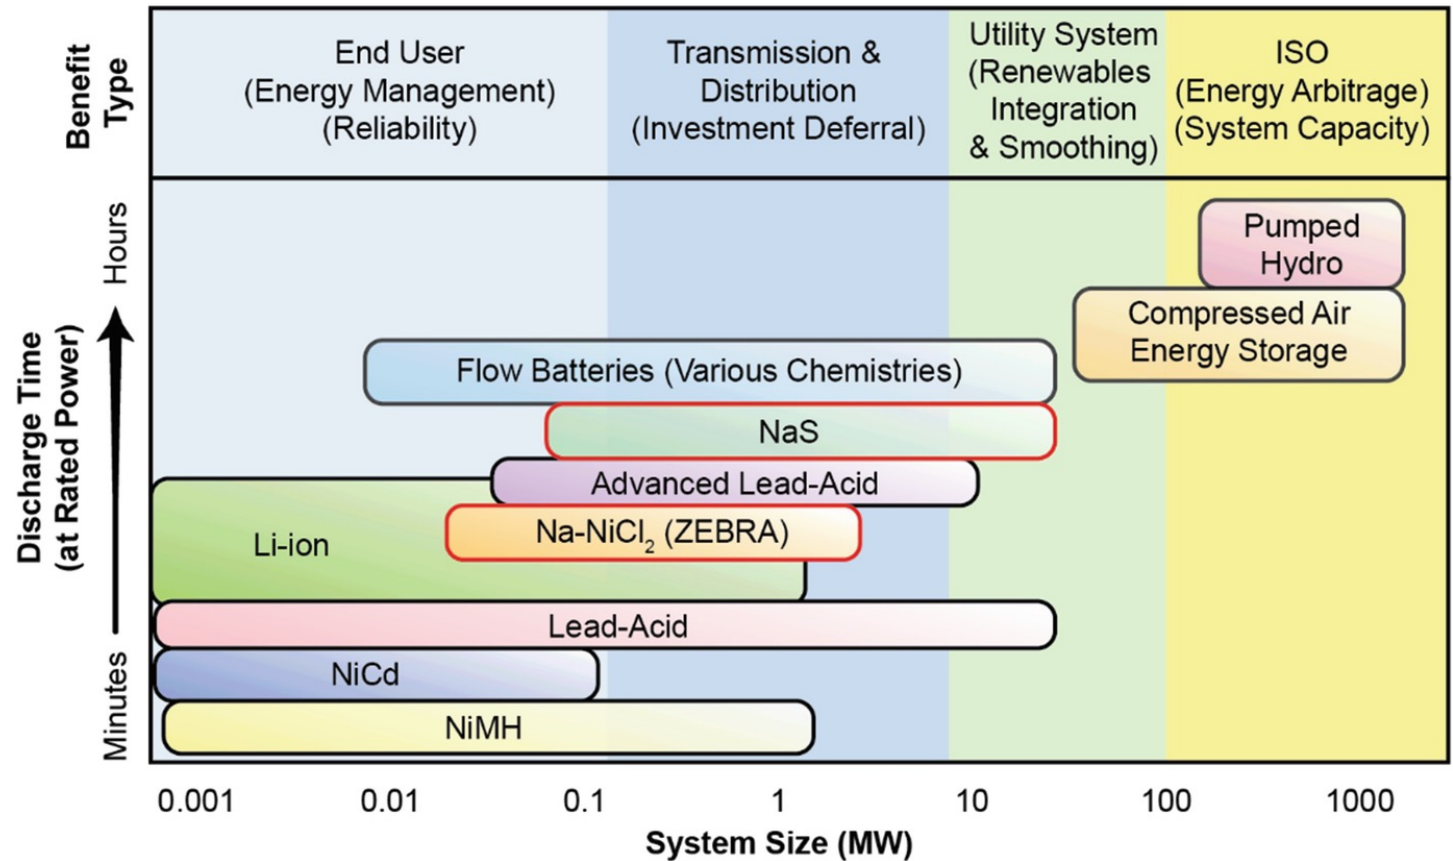 Benefit
Type
End User
(Energy Management)
(Reliability)
Transmission &
Distribution
(Investment Deferral)
Utility System
(Renewables
Integration
& Smoothing)
ISO
(Energy Arbitrage)
(System Capacity)
Discharge Time
(at Rated Power)
Hours
Minutes
Pumped
Hydro
Compressed Air
Energy Storage
Flow Batteries (Various Chemistries)
NaS
Advanced Lead-Acid
Na-NiCl₂ (ZEBRA)
Li-ion
Lead-Acid
NiCd
NiMH
0.001 0.01 0.1 1 10 100 1000
System Size (MW)